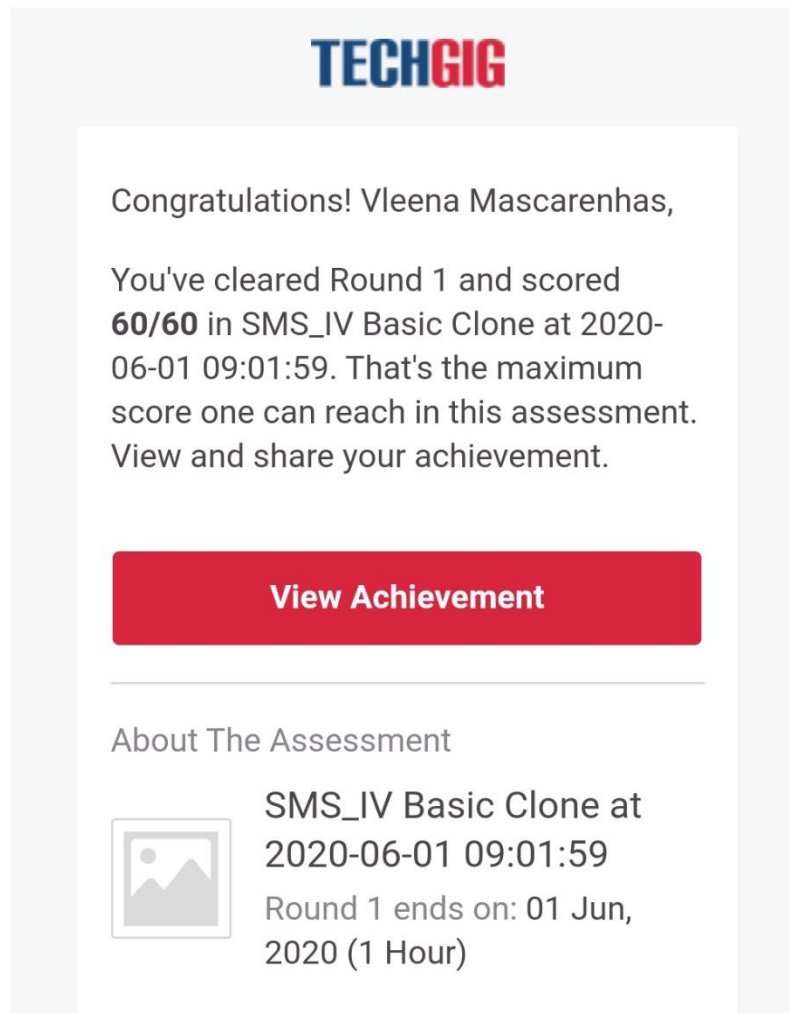 TECHGIG
Congratulations! Vleena Mascarenhas,
You've cleared Round 1 and scored
60/60 in SMS_IV Basic Clone at 2020-
06-01 09:01:59. That's the maximum
score one can reach in this assessment.
View and share your achievement.
View Achievement
About The Assessment
SMS_IV Basic Clone at
2020-06-01 09:01:59
Round 1 ends on: 01 Jun,
2020 (1 Hour)